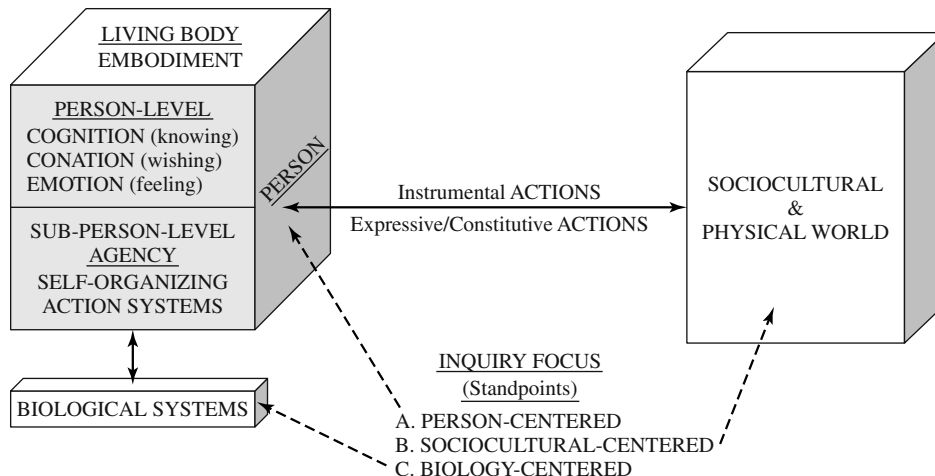 LIVING BODY
EMBODIMENT
PERSON-LEVEL
COGNITION (knowing)
CONATION (wishing)
EMOTION (feeling)
SUB-PERSON-LEVEL
AGENCY
SELF-ORGANIZING
ACTION SYSTEMS
PERSON
BIOLOGICAL SYSTEMS
Instrumental ACTIONS
Expressive/Constitutive ACTIONS
SOCIOCULTURAL
&
PHYSICAL WORLD
INQUIRY FOCUS
(Standpoints)
A. PERSON-CENTERED
B. SOCIOCULTURAL-CENTERED
C. BIOLOGY-CENTERED